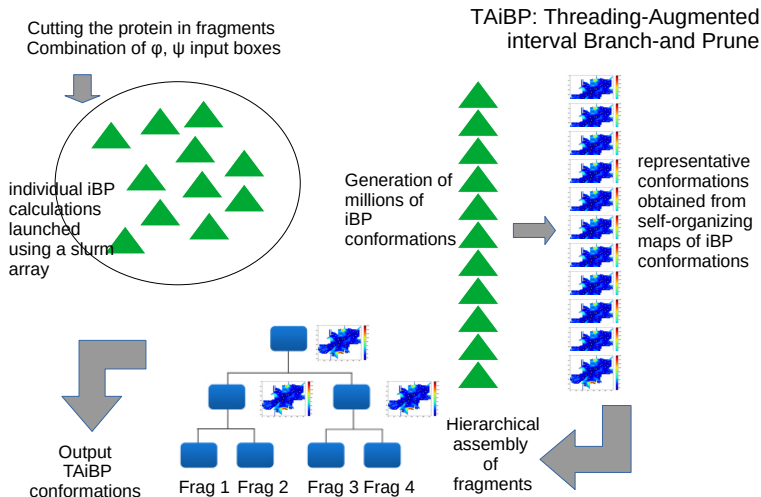 TAiBP: Threading-Augmented
interval Branch-and Prune
Cutting the protein in fragments
Combination of φ, ψ input boxes
individual iBP
calculations
launched
using a slurm
array
Generation of
millions of
iBP
conformations
representative
conformations
obtained from
self-organizing
maps of iBP
conformations
Hierarchical
assembly
of
fragments
Frag 1 Frag 2 Frag 3 Frag 4
Output
TAiBP
conformations